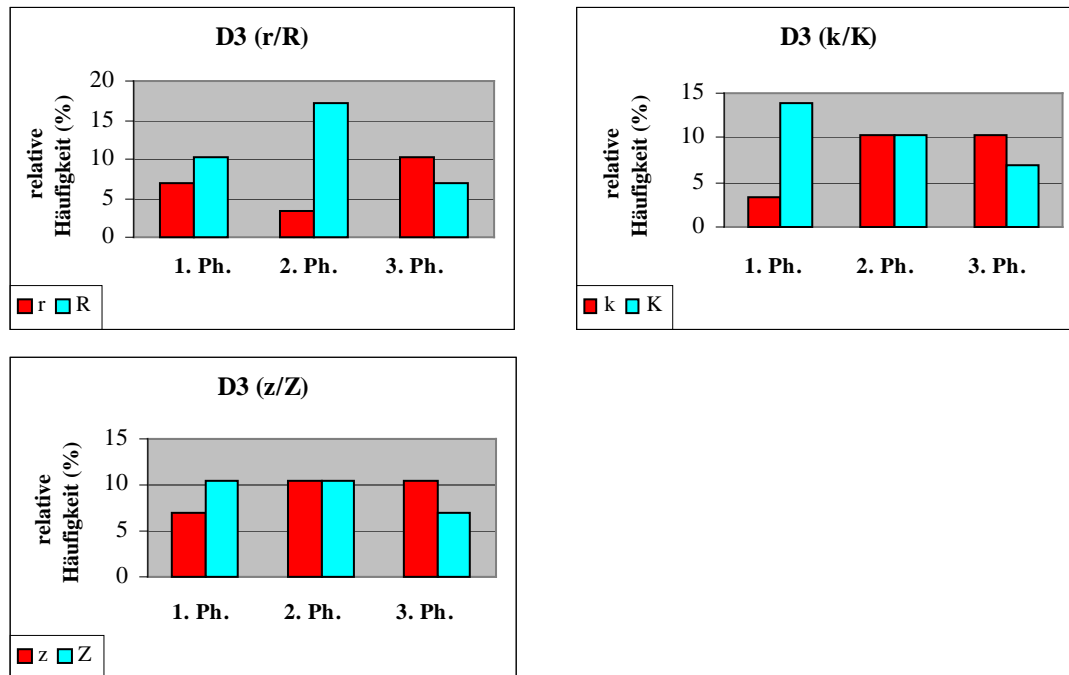 D3 (r/R)
relative
Häufigkeit (%)
20
15
10
5
0
1. Ph. 2. Ph. 3. Ph.
r R
D3 (k/K)
relative
Häufigkeit (%)
15
10
5
0
1. Ph. 2. Ph. 3. Ph.
k K
D3 (z/Z)
relative
Häufigkeit (%)
15
10
5
0
1. Ph. 2. Ph. 3. Ph.
z Z